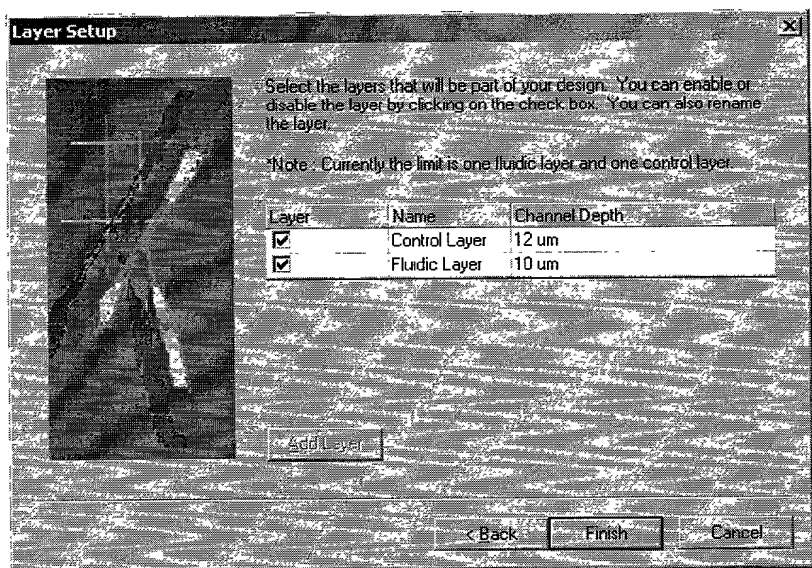 Layer Setup
Select the layers that will be part of your design. You can enable or
disable the layer by clicking on the check box. You can also rename
the layer.
*Note : Currently the limit is one fluidic layer and one control layer.
Layer Name Channel Depth
Control Layer 12 um
Fluidic Layer 10 um
Add Layer
< Back Finish Cancel